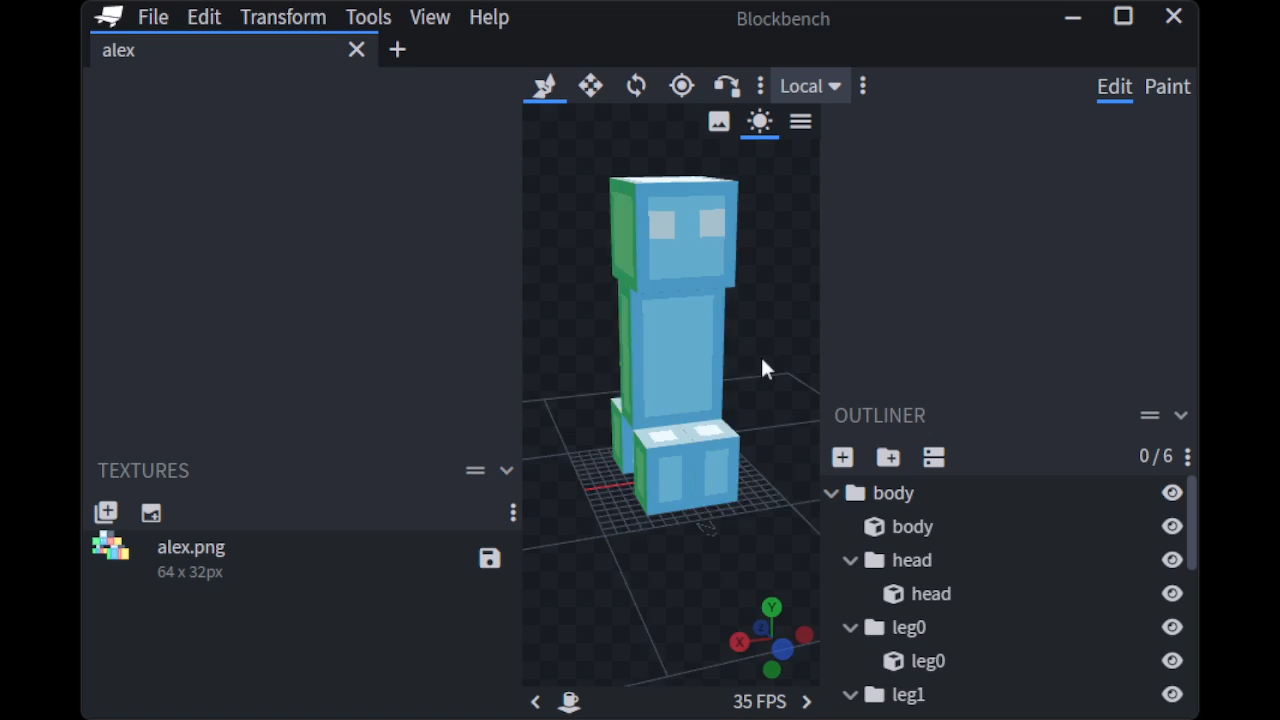 File Edit Transform Tools View Help
Blockbench
alex
Local
Edit Paint
OUTLINER
0 / 6
body
body
head
head
leg0
leg0
leg1
TEXTURES
alex.png
64 x 32px
Y
Z
X
35 FPS